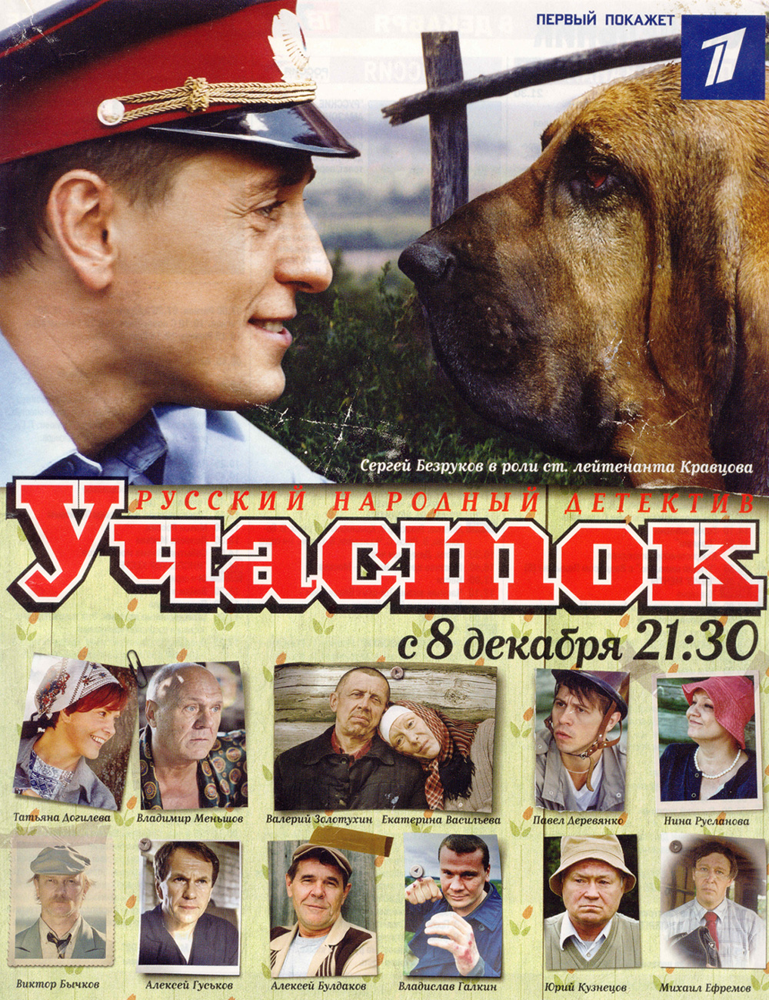 ПЕРВЫЙ ПОКАЖЕТ
1
Сергей Безруков в роли ст. лейтенанта Кравцова
РУССКИЙ НАРОДНЫЙ ДЕТЕКТИВ
Участок
с 8 декабря 21:30
Татьана Догилева Владимир Меньшов Валерий Золотухин Екатерина Васильева Павел Деревянко Нина Русланова
Виктор Бычков Алексей Гуськов Алексей Булдаков Владислав Галкин Юрий Кузнецов Михаил Ефремов